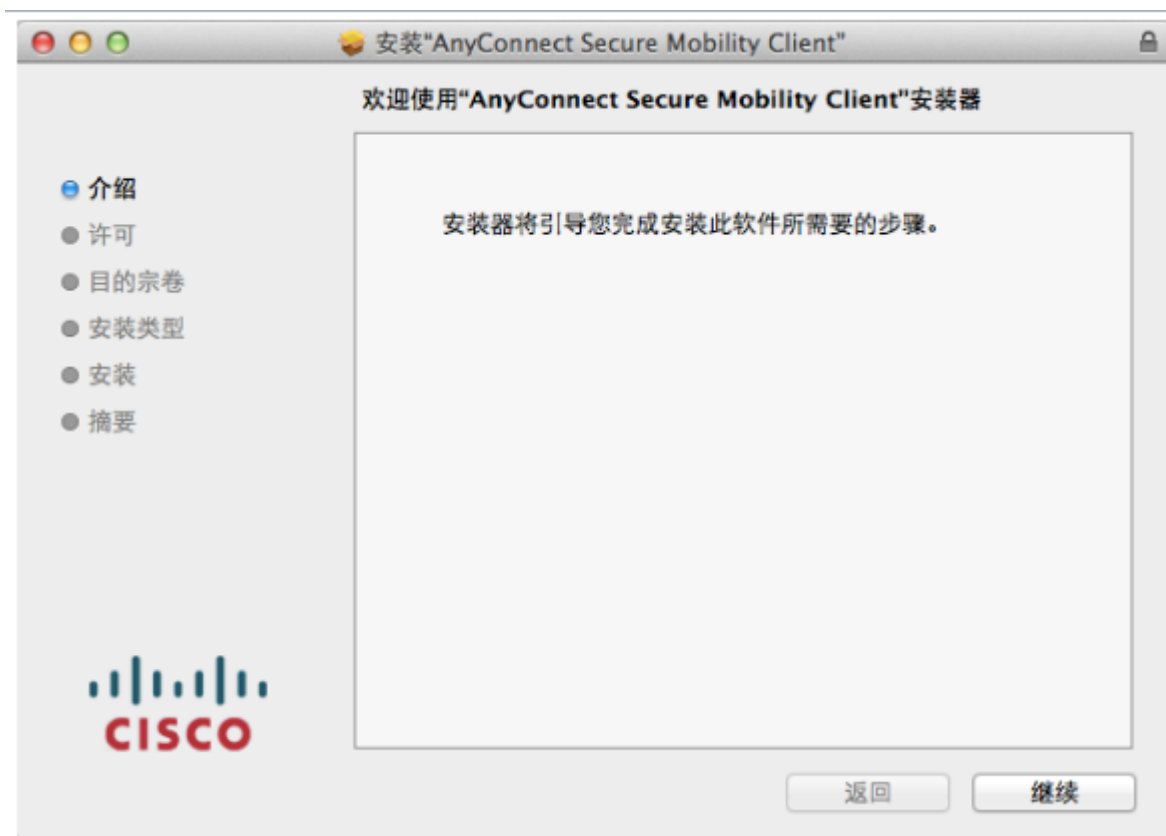 安装“AnyConnect Secure Mobility Client”
欢迎使用“AnyConnect Secure Mobility Client”安装器
介绍
许可
目的宗卷
安装类型
安装
摘要
安装器将引导您完成安装此软件所需要的步骤。
CISCO
返回
继续